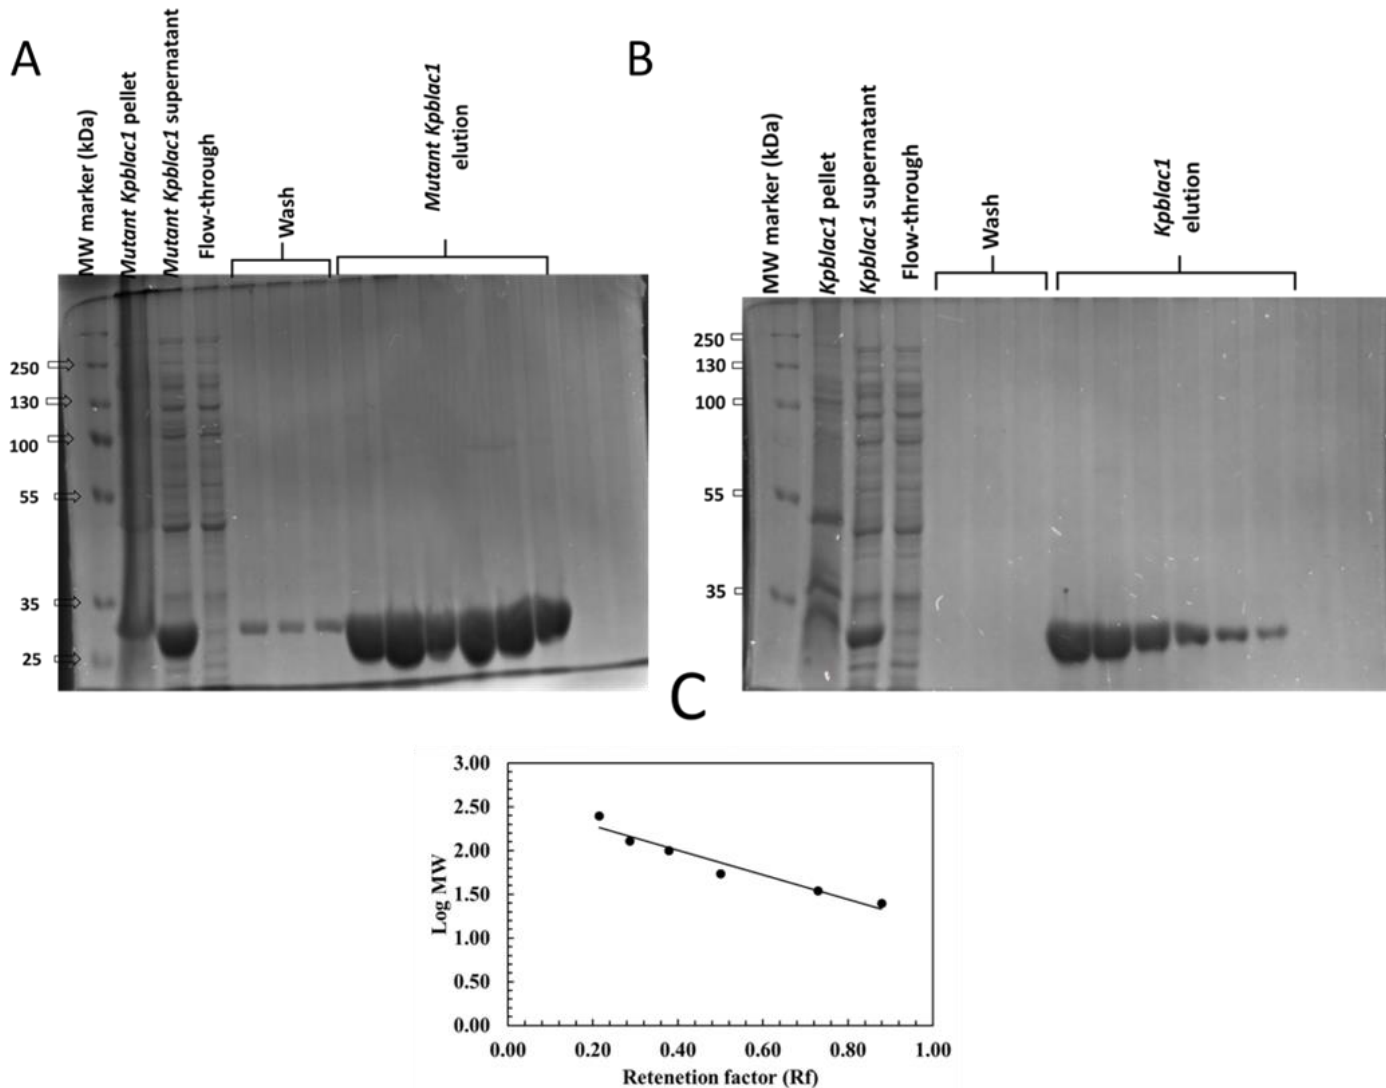 A
MW marker (kDa)
Mutant Kpblac1 pellet
Mutant Kpblac1 supernatant
Flow-through
Wash
Mutant Kpblac1
elution
250
130
100
55
35
25
B
MW marker (kDa)
Kpblac1 pellet
Kpblac1 supernatant
Flow-through
Wash
Kpblac1
elution
250
130
100
55
35
C
3.00
2.50
2.00
1.50
1.00
0.50
0.00
Log MW
0.00 0.20 0.40 0.60 0.80 1.00
Retenetion factor (Rf)